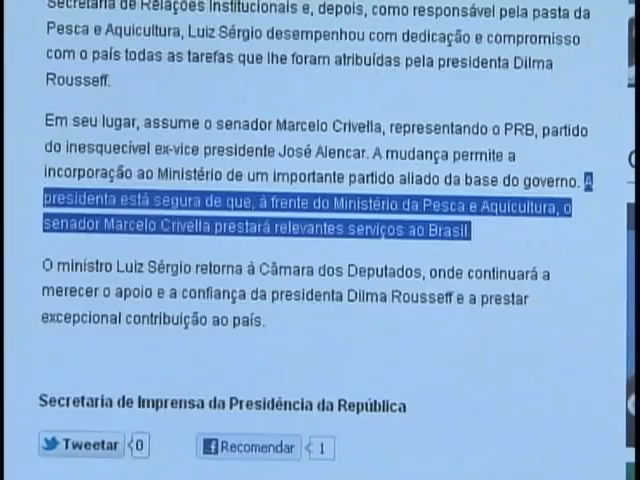 Secretaria de Relações Institucionais e, depois, como responsável pela pasta da
Pesca e Aquicultura, Luiz Sérgio desempenhou com dedicação e compromisso
com o país todas as tarefas que lhe foram atribuídas pela presidenta Dilma
Rousseff.
Em seu lugar, assume o senador Marcelo Crivella, representando o PRB, partido
do inesquecível ex-vice presidente José Alencar. A mudança permite a
incorporação ao Ministério de um importante partido aliado da base do governo. A
presidenta está segura de que, à frente do Ministério da Pesca e Aquicultura, o
senador Marcelo Crivella prestará relevantes serviços ao Brasil.
O ministro Luiz Sérgio retorna à Câmara dos Deputados, onde continuará a
merecer o apoio e a confiança da presidenta Dilma Rousseff e a prestar
excepcional contribuição ao país.
Secretaria de Imprensa da Presidência da República
Tweetar 0 Recomendar 1